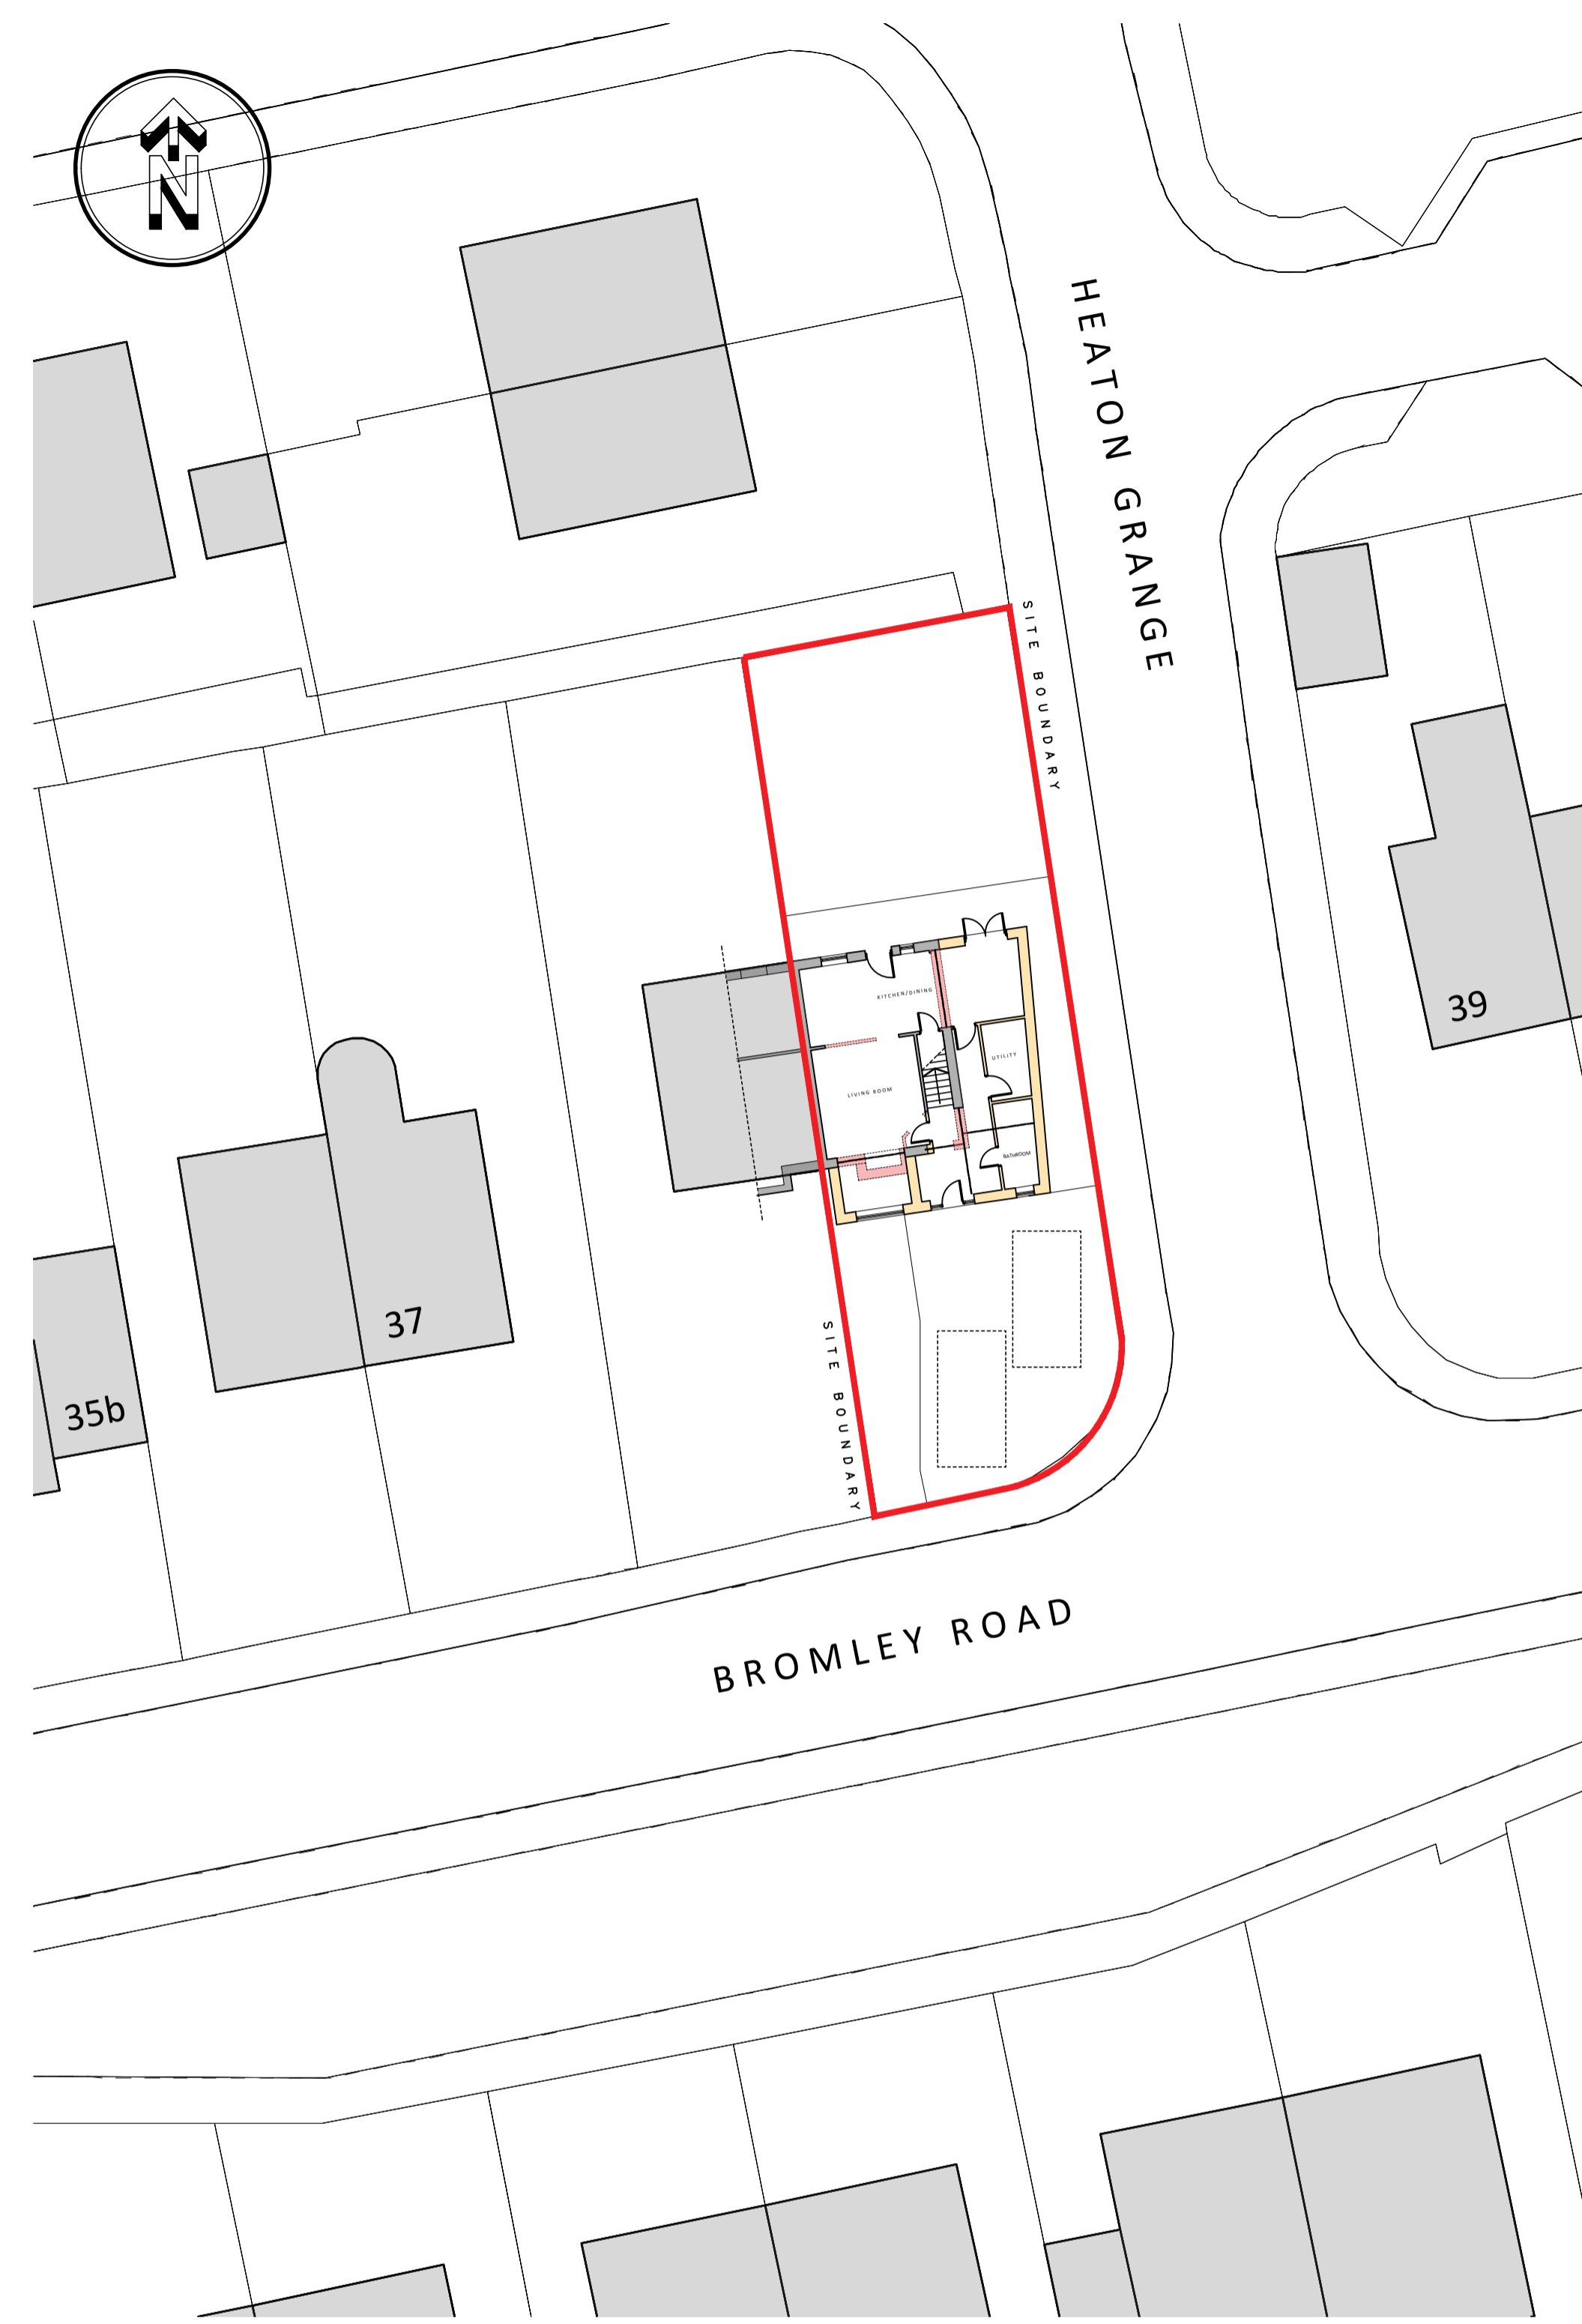 N
HEATON GRANGE
SITE BOUNDARY
KITCHEN/DINING
39
UTILITY
LIVING ROOM
BATHROOM
37
35b
SITE BOUNDARY
BROMLEY ROAD